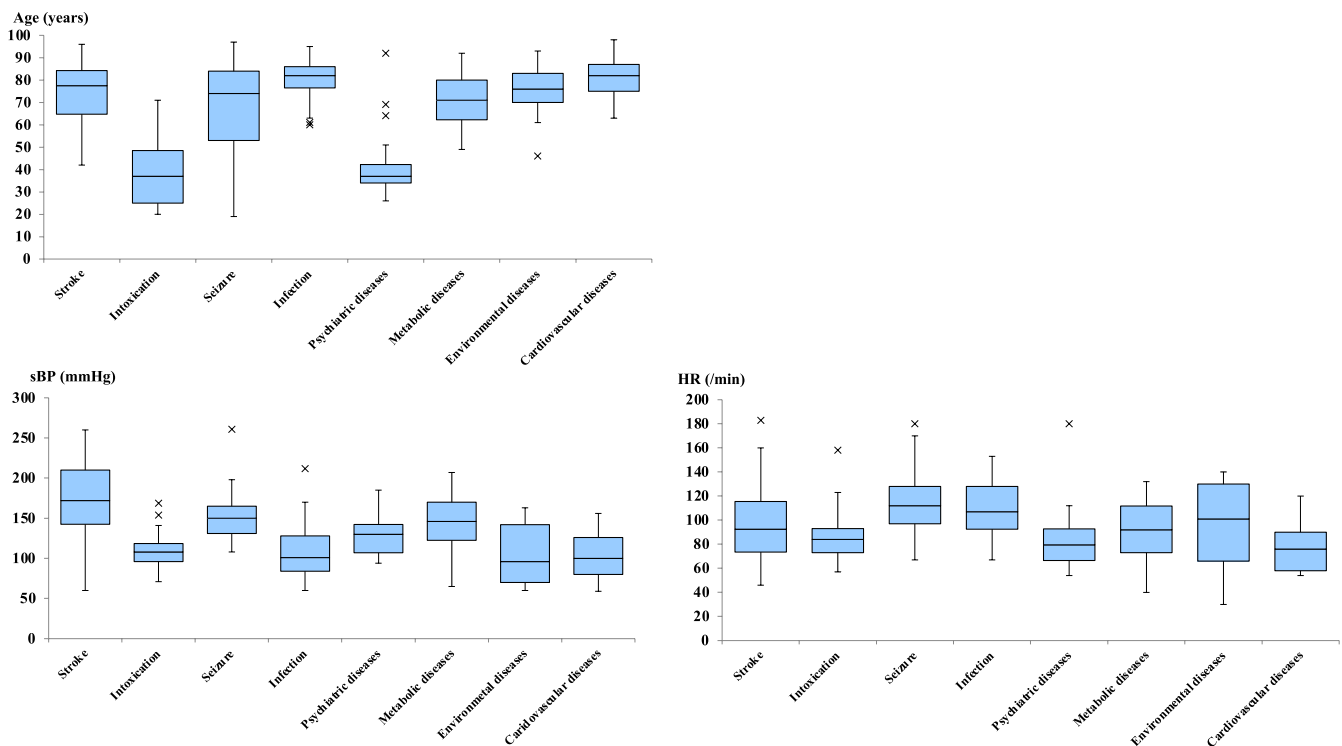 Age (years)
100
90
80
70
60
50
40
30
20
10
0
Stroke
Intoxication
Seizure
Infection
Psychiatric diseases
Metabolic diseases
Environmental diseases
Cardiovascular diseases
sBP (mmHg)
300
250
200
150
100
50
0
Stroke
Intoxication
Seizure
Infection
Psychiatric diseases
Metabolic diseases
Environmetal diseases
Caridovascular diseases
HR (/min)
200
180
160
140
120
100
80
60
40
20
0
Stroke
Intoxication
Seizure
Infection
Psychiatric diseases
Metabolic diseases
Environmental diseases
Cardiovascular diseases